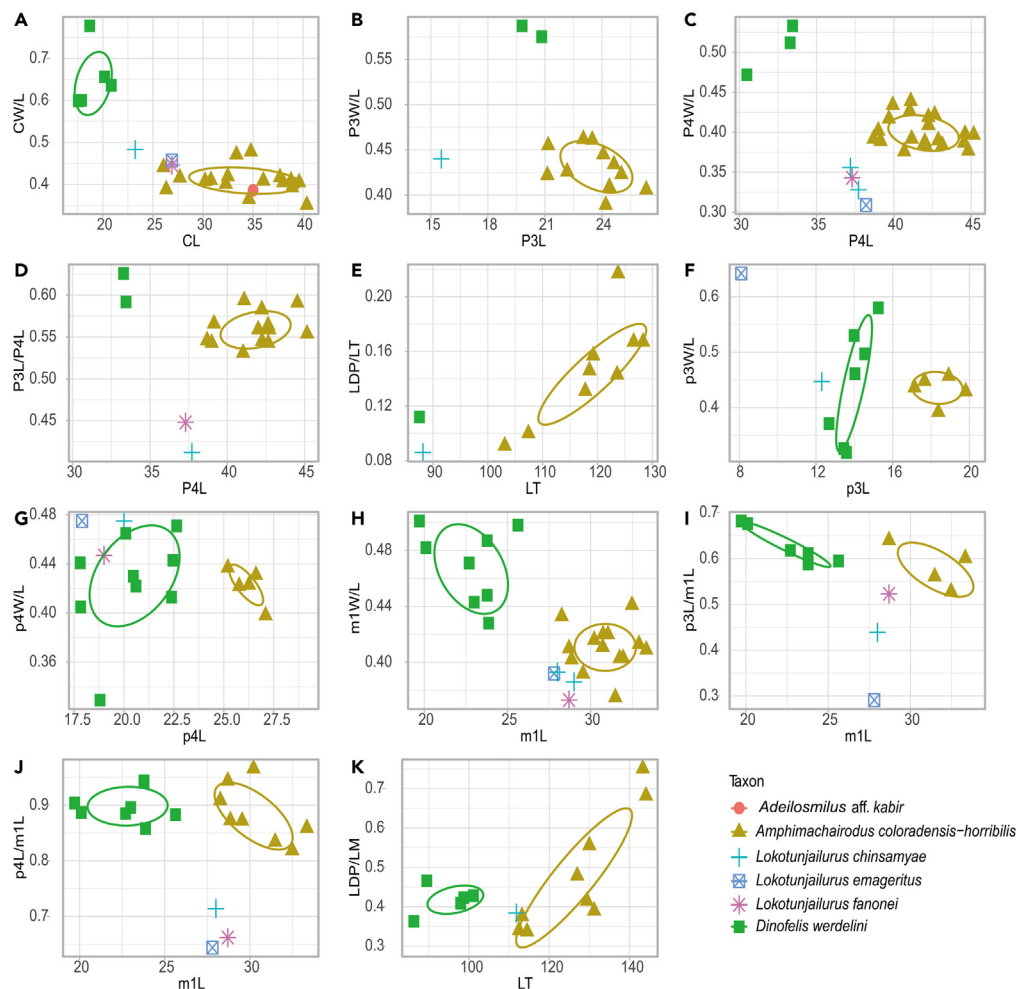 A
CW/L
0.7
0.6
0.5
0.4
20
25
30
35
40
CL
B
P3W/L
0.55
0.50
0.45
0.40
15
18
21
24
P3L
C
P4W/L
0.50
0.45
0.40
0.35
0.30
30
35
40
45
P4L
D
P3L/P4L
0.60
0.55
0.50
0.45
30
35
40
45
P4L
E
LDP/LT
0.20
0.16
0.12
0.08
90
100
110
120
130
LT
F
p3W/L
0.6
0.5
0.4
8
12
16
20
p3L
G
p4W/L
0.48
0.44
0.40
0.36
17.5
20.0
22.5
25.0
27.5
p4L
H
m1W/L
0.48
0.44
0.40
20
25
30
m1L
I
p3L/m1L
0.7
0.6
0.5
0.4
0.3
20
25
30
m1L
J
p4L/m1L
0.9
0.8
0.7
20
25
30
m1L
K
LDP/LM
0.7
0.6
0.5
0.4
0.3
100
120
140
LT
Taxon
Adeilosmilus aff. kabir
Amphimachairodus coloradensis−horribilis
Lokotunjailurus chinsamyae
Lokotunjailurus emageritus
Lokotunjailurus fanonei
Dinofelis werdelini